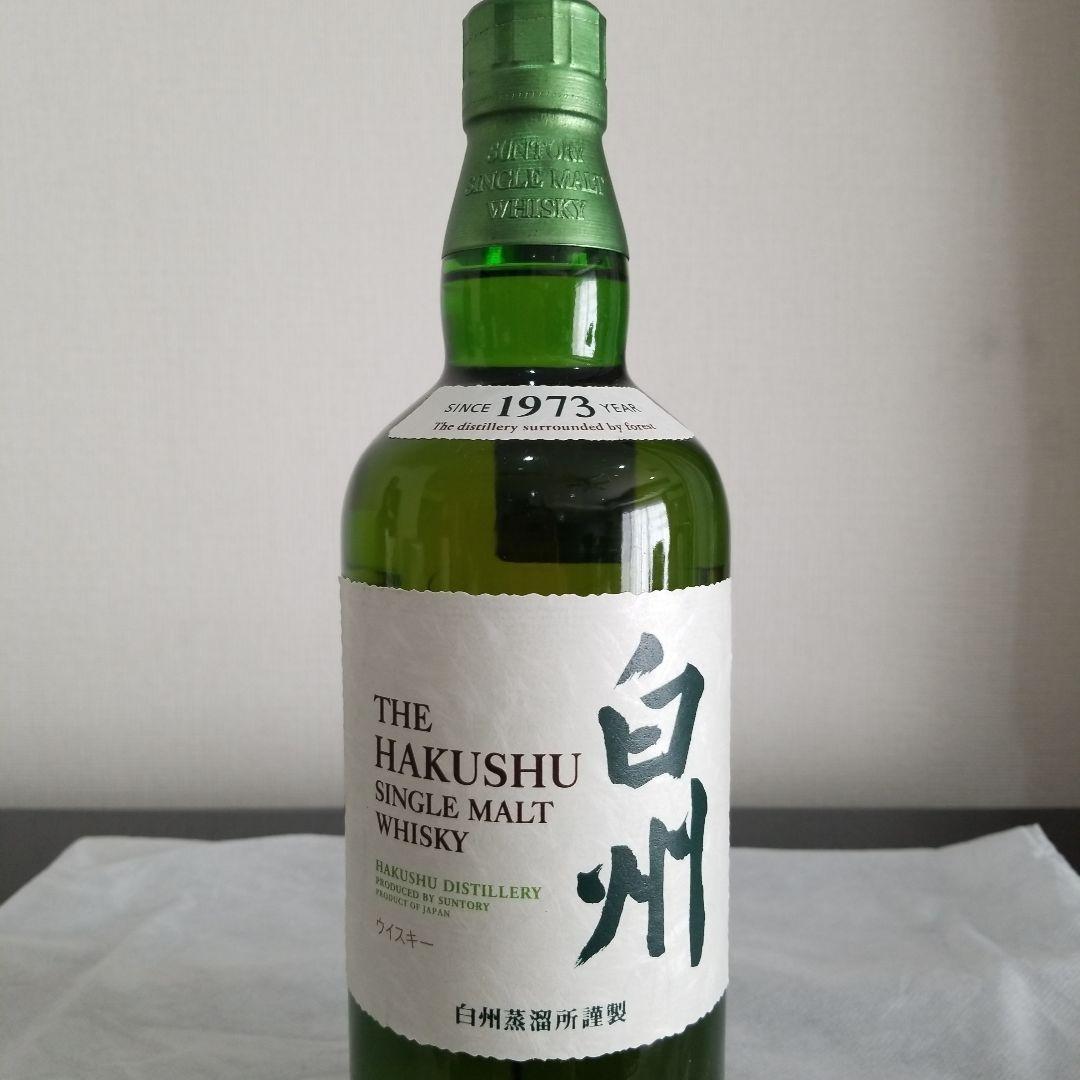 SUNTORY
SINGLE MALT
WHISKY
SINCE 1973 YEAR
The distillery surrounded by forest
白州
THE
HAKUSHU
SINGLE MALT
WHISKY
HAKUSHU DISTILLERY
PRODUCED BY SUNTORY
PRODUCT OF JAPAN
ウイスキー
白州蒸溜所謹製